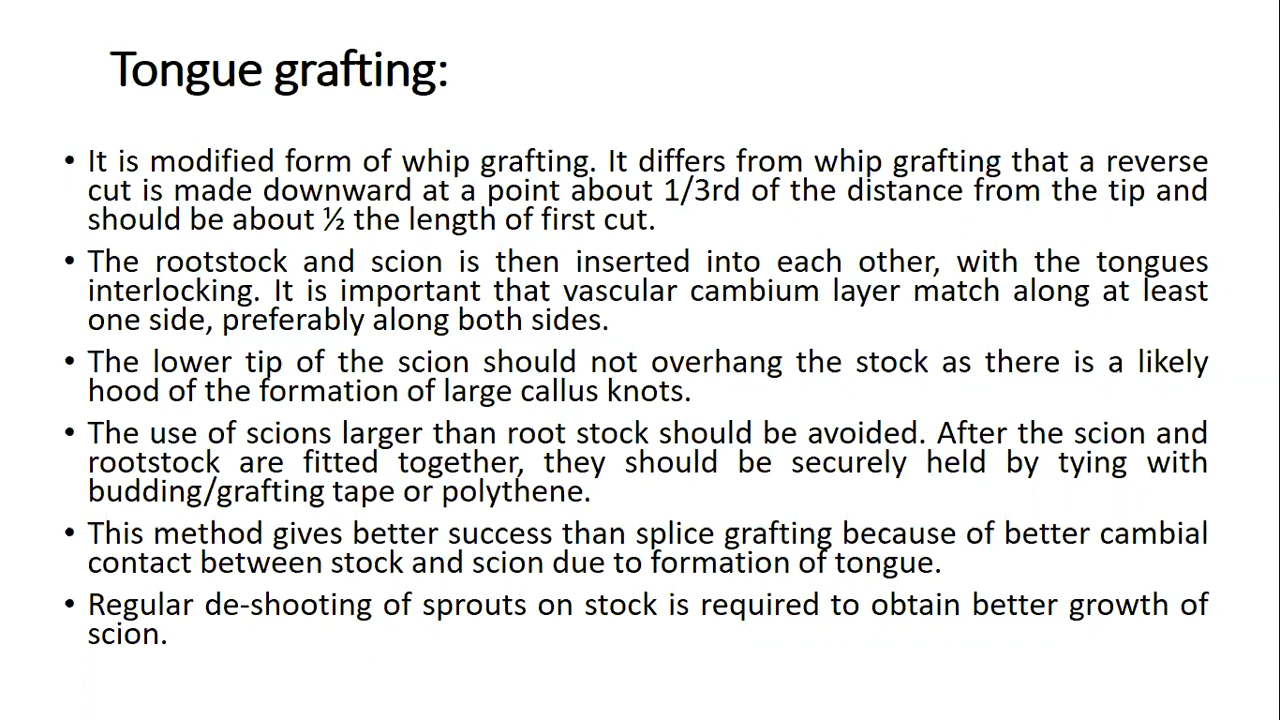 Tongue grafting:
• It is modified form of whip grafting. It differs from whip grafting that a reverse
cut is made downward at a point about 1/3rd of the distance from the tip and
should be about ½ the length of first cut.
• The rootstock and scion is then inserted into each other, with the tongues
interlocking. It is important that vascular cambium layer match along at least
one side, preferably along both sides.
• The lower tip of the scion should not overhang the stock as there is a likely
hood of the formation of large callus knots.
• The use of scions larger than root stock should be avoided. After the scion and
rootstock are fitted together, they should be securely held by tying with
budding/grafting tape or polythene.
• This method gives better success than splice grafting because of better cambial
contact between stock and scion due to formation of tongue.
• Regular de-shooting of sprouts on stock is required to obtain better growth of
scion.